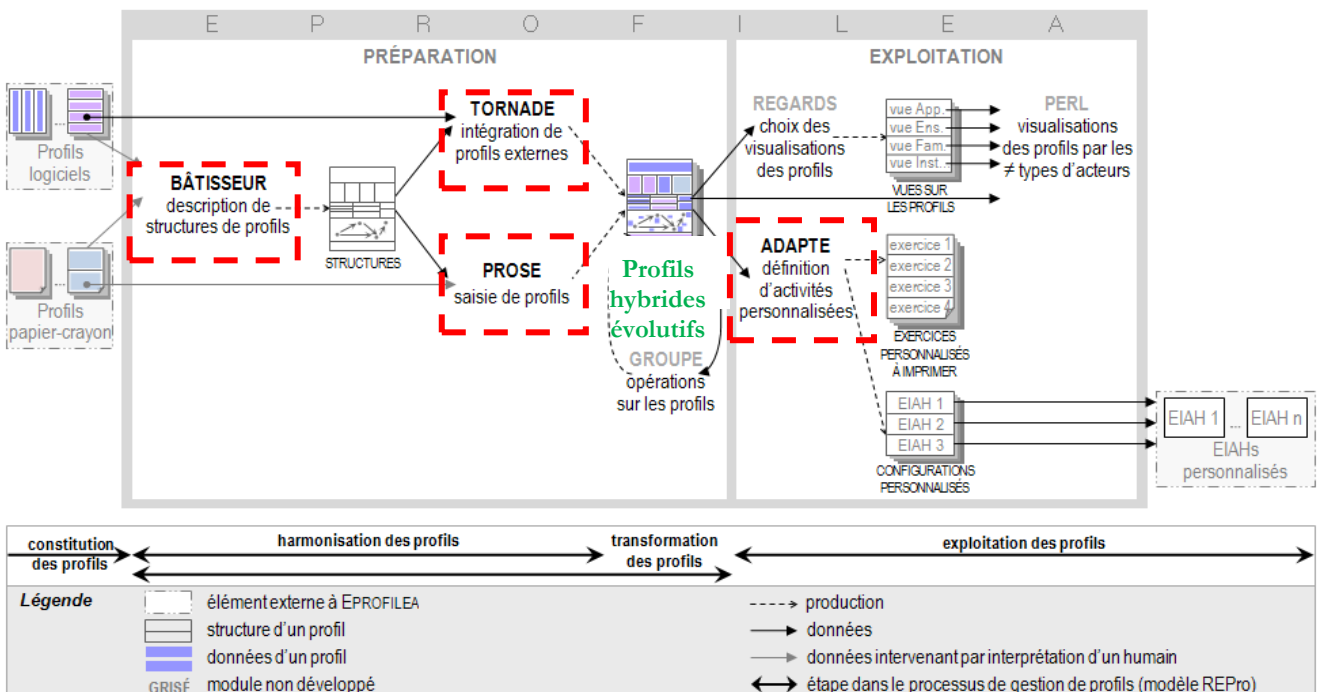 E P R O F I L E A
PRÉPARATION
EXPLOITATION
Profils
logiciels
...
Profils
papier-crayon
...
BÂTISSEUR
description de
structures de profils
STRUCTURES
TORNADE
intégration de
profils externes
PROSE
saisie de profils
Profils
hybrides
évolutifs
GROUPE
opérations
sur les profils
REGARDS
choix des
visualisations
des profils
vue App.
vue Ens.
vue Fam.
vue Inst.
VUES SUR
LES PROFILS
PERL
visualisations
des profils par les
≠ types d'acteurs
ADAPTE
définition
d'activités
personnalisées
exercice 1
exercice 2
exercice 3
exercice 4
EXERCICES
PERSONNALISÉS
À IMPRIMER
EIAH 1
EIAH 2
EIAH 3
CONFIGURATIONS
PERSONNALISÉS
EIAH 1 ... EIAH n
EIAHs
personnalisés
constitution
des profils
harmonisation des profils
transformation
des profils
exploitation des profils
Légende
élément externe à EPROFILEA
structure d'un profil
données d'un profil
GRISÉ module non développé
production
données
données intervenant par interprétation d'un humain
étape dans le processus de gestion de profils (modèle REPro)